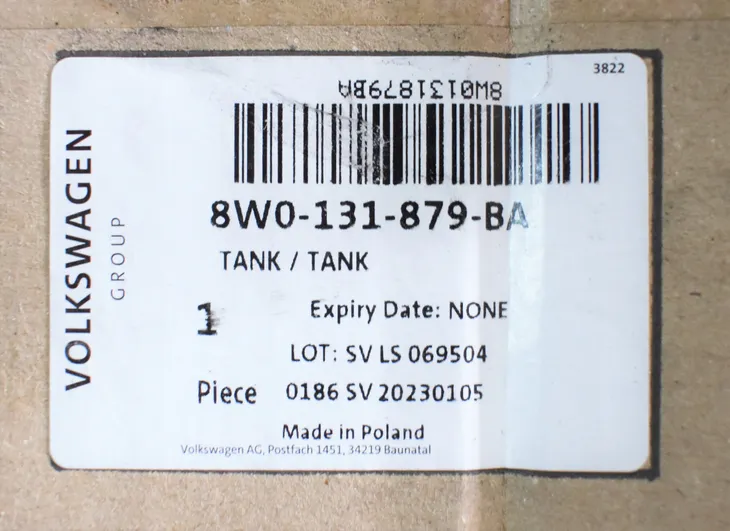 3822
8W0131879BA
VOLKSWAGEN
GROUP
8W0-131-879-BA
TANK / TANK
1
Expiry Date: NONE
LOT: SV LS 069504
Piece 0186 SV 20230105
Made in Poland
Volkswagen AG, Postfach 1451, 34219 Baunatal